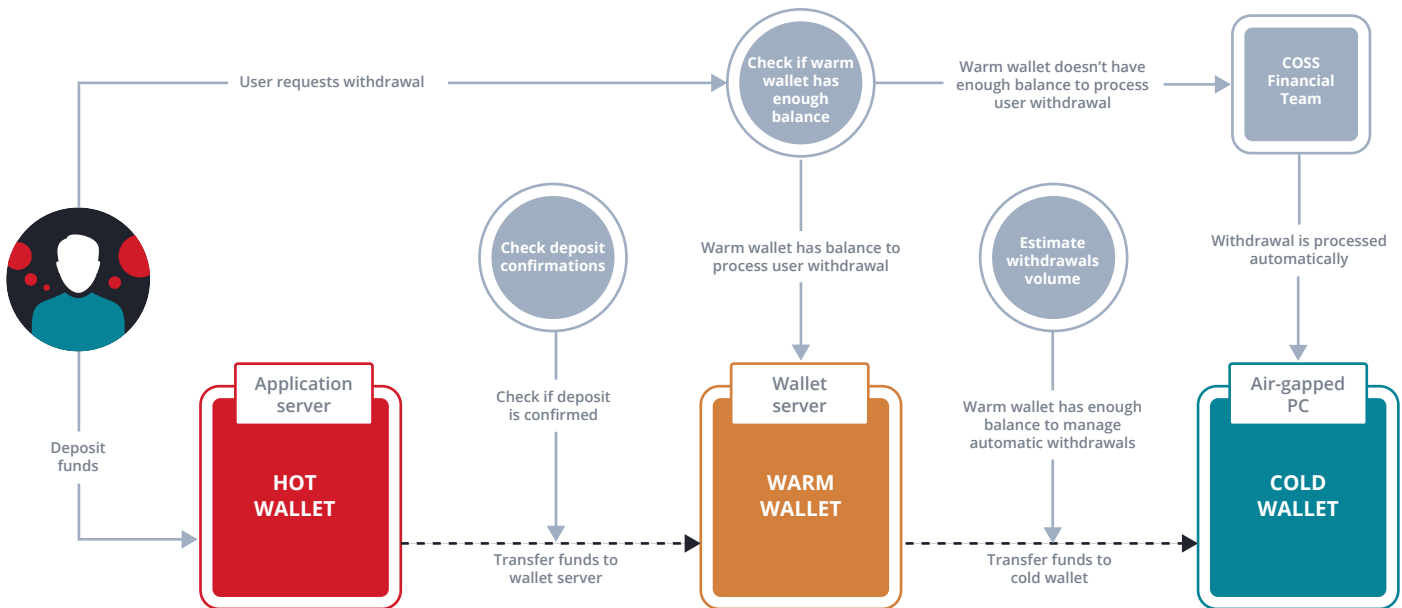 User requests withdrawal
Check if warm
wallet has
enough
balance
Warm wallet doesn’t have
enough balance to process
user withdrawal
COSS
Financial
Team
Check deposit
confirmations
Warm wallet has balance to
process user withdrawal
Estimate
withdrawals
volume
Withdrawal is processed
automatically
Deposit
funds
Application
server
HOT
WALLET
Check if deposit
is confirmed
Transfer funds to
wallet server
Wallet
server
WARM
WALLET
Warm wallet has enough
balance to manage
automatic withdrawals
Transfer funds to
cold wallet
Air-gapped
PC
COLD
WALLET